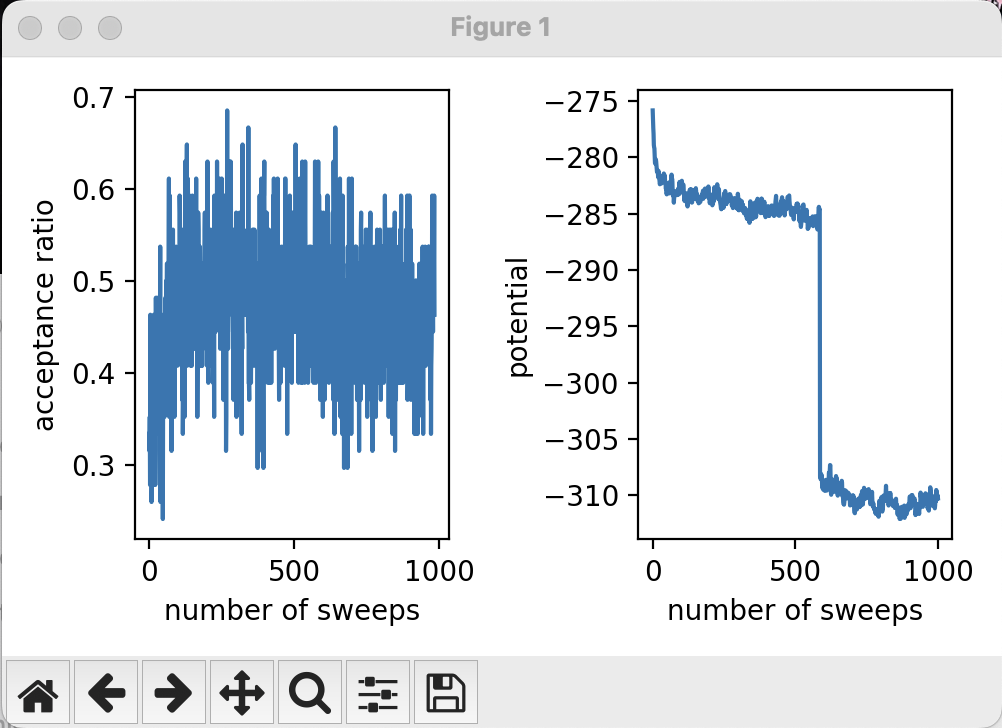 Figure 1
0.7
0.6
0.5
0.4
0.3
acceptance ratio
0 500 1000
number of sweeps
−275
−280
−285
−290
−295
−300
−305
−310
potential
0 500 1000
number of sweeps